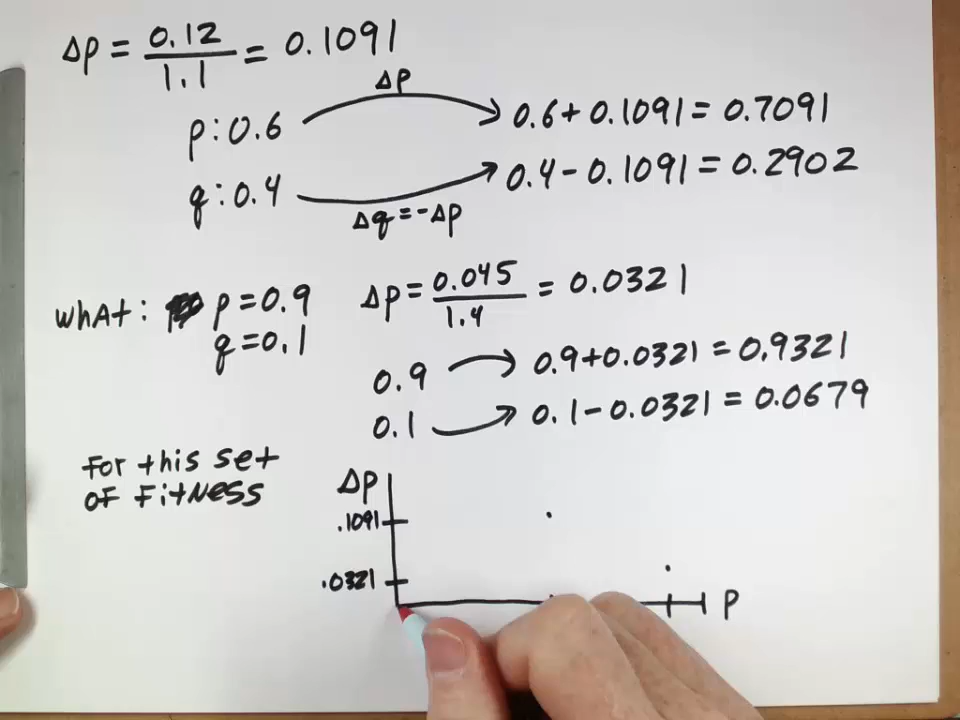 Δp = 0.12 / 1.1 = 0.1091
Δp
p: 0.6 0.6 + 0.1091 = 0.7091
q: 0.4 0.4 - 0.1091 = 0.2902
Δq = -Δp
what: p = 0.9 Δp = 0.045 / 1.4 = 0.0321
q = 0.1
0.9 0.9 + 0.0321 = 0.9321
0.1 0.1 - 0.0321 = 0.0679
For this set
of Fitness
Δp
.1091
.0321
p